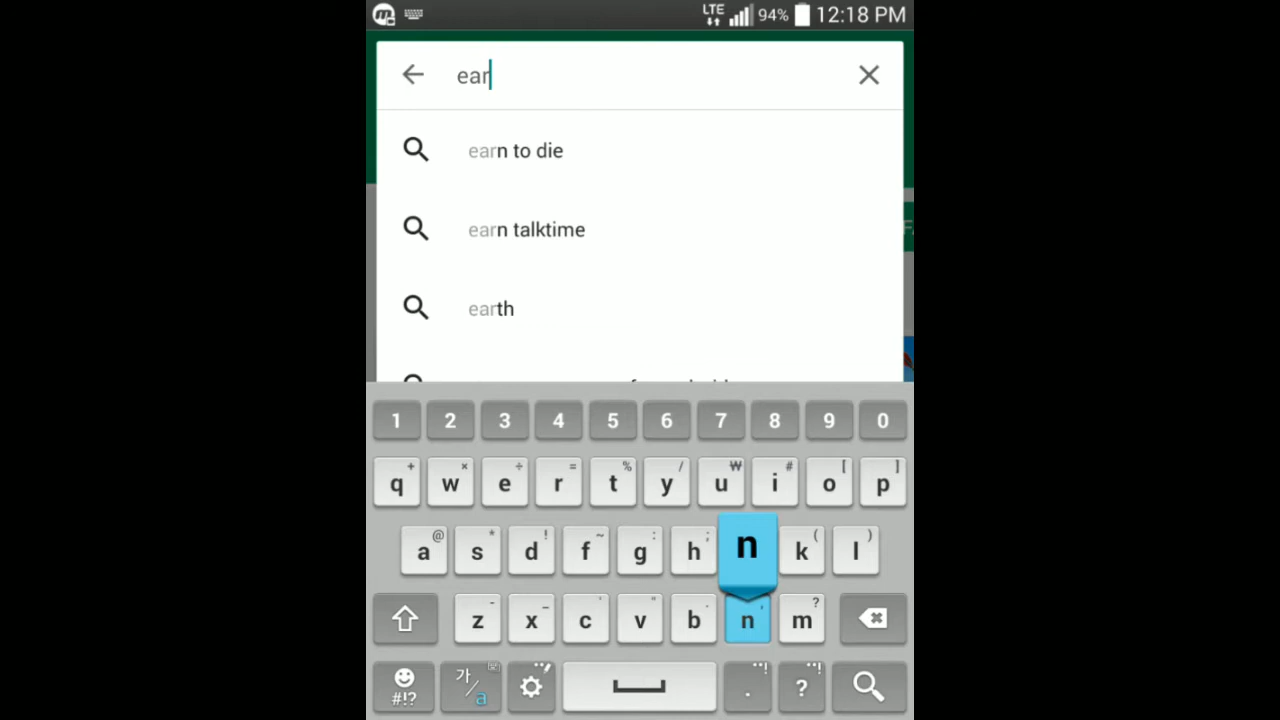 LTE 94% 12:18 PM
ear
earn to die
earn talktime
earth
1 2 3 4 5 6 7 8 9 0
+ × ÷ = % / ₩ # [ ]
q w e r t y u i o p
@ * ! ~ : ; ( )
a s d f g h n k l
- _ ' " . , ?
z x c v b n m
#!? 가/a . ?